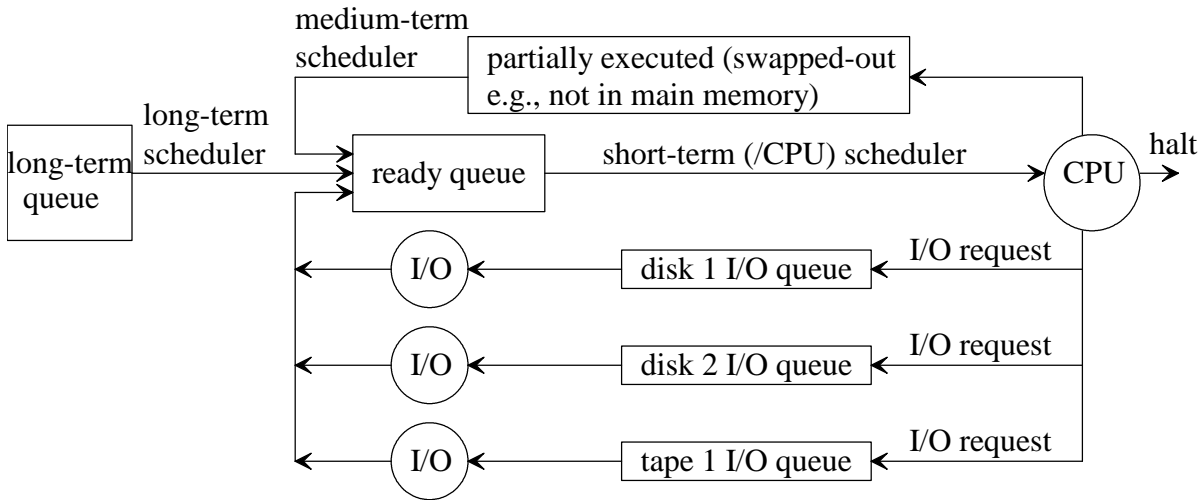 medium-term
scheduler
partially executed (swapped-out
e.g., not in main memory)
long-term
scheduler
long-term
queue
ready queue
short-term (/CPU) scheduler
CPU
halt
I/O
disk 1 I/O queue
I/O request
I/O
disk 2 I/O queue
I/O request
I/O
tape 1 I/O queue
I/O request